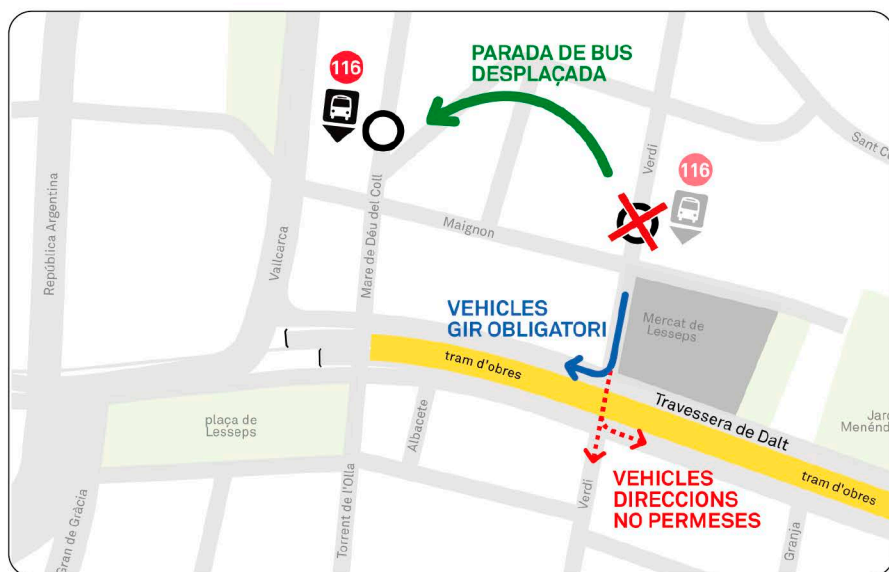 116
PARADA DE BUS
DESPLAÇADA
116
Verdi
República Argentina
Vallcarca
Mare de Déu del Coll
Maignon
VEHICLES
GIR OBLIGATORI
Mercat de
Lesseps
tram d'obres
Travessera de Dalt
plaça de
Lesseps
Albacete
Jard
Menénd
tram d'obres
VEHICLES
DIRECCIONS
NO PERMESES
Verdi
Granja
Torrent de l'Olla
Gran de Gràcia